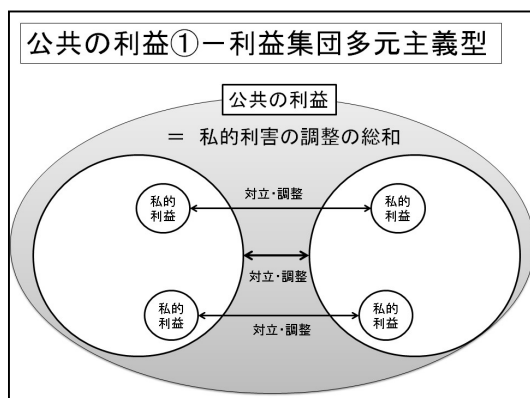 公共の利益①－利益集団多元主義型
公共の利益
＝ 私的利害の調整の総和
私的
利益
対立・調整
私的
利益
対立・調整
私的
利益
対立・調整
私的
利益